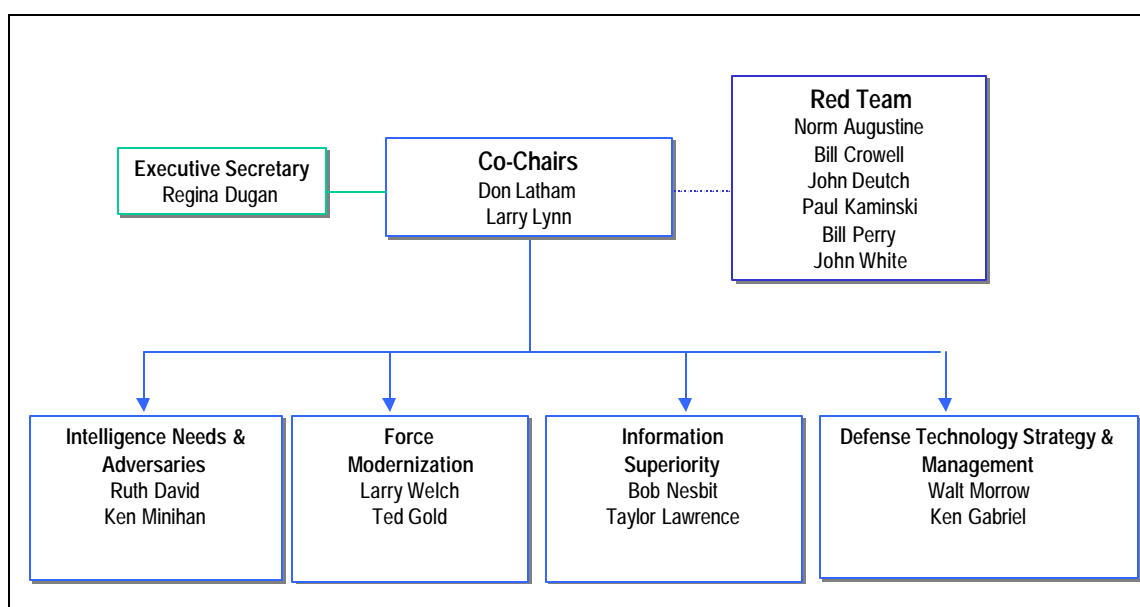 Executive Secretary
Regina Dugan
Co-Chairs
Don Latham
Larry Lynn
Red Team
Norm Augustine
Bill Crowell
John Deutch
Paul Kaminski
Bill Perry
John White
Intelligence Needs &
Adversaries
Ruth David
Ken Minihan
Force
Modernization
Larry Welch
Ted Gold
Information
Superiority
Bob Nesbit
Taylor Lawrence
Defense Technology Strategy &
Management
Walt Morrow
Ken Gabriel